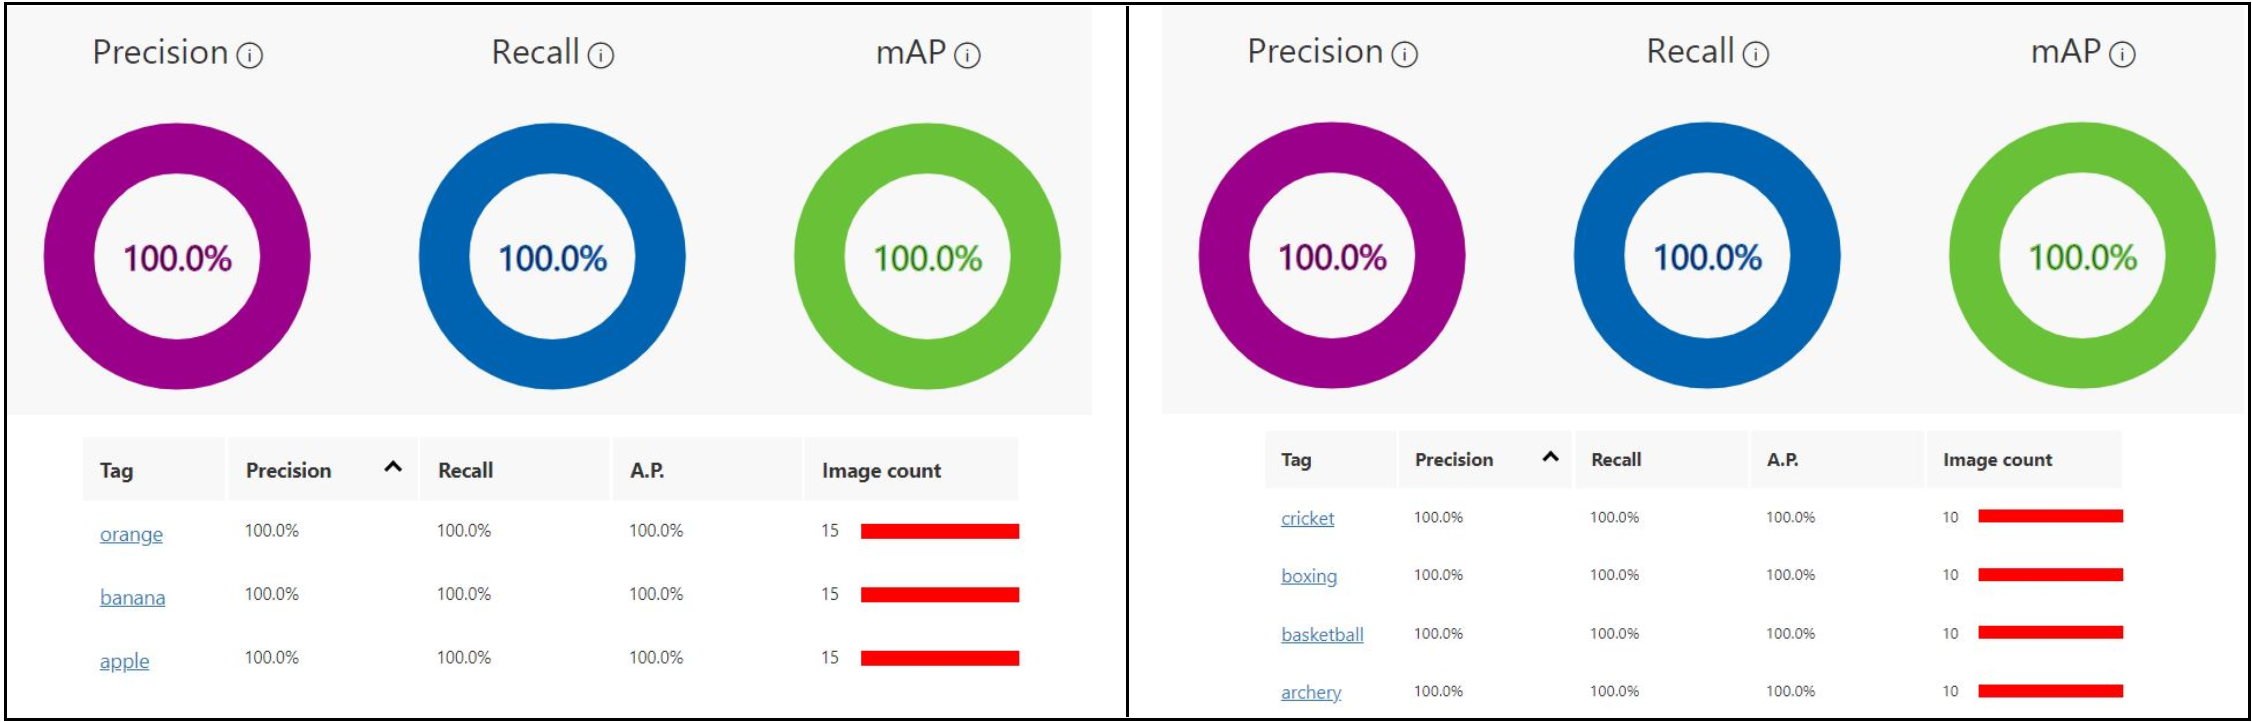 Precision ⓘ Recall ⓘ mAP ⓘ
100.0% 100.0% 100.0%
Tag Precision Recall A.P. Image count
orange 100.0% 100.0% 100.0% 15
banana 100.0% 100.0% 100.0% 15
apple 100.0% 100.0% 100.0% 15
Precision ⓘ Recall ⓘ mAP ⓘ
100.0% 100.0% 100.0%
Tag Precision Recall A.P. Image count
cricket 100.0% 100.0% 100.0% 10
boxing 100.0% 100.0% 100.0% 10
basketball 100.0% 100.0% 100.0% 10
archery 100.0% 100.0% 100.0% 10